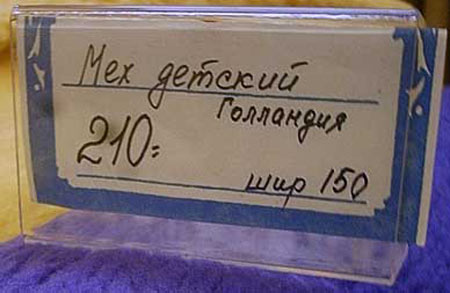 Мех детский
Голландия
210=
шир 150